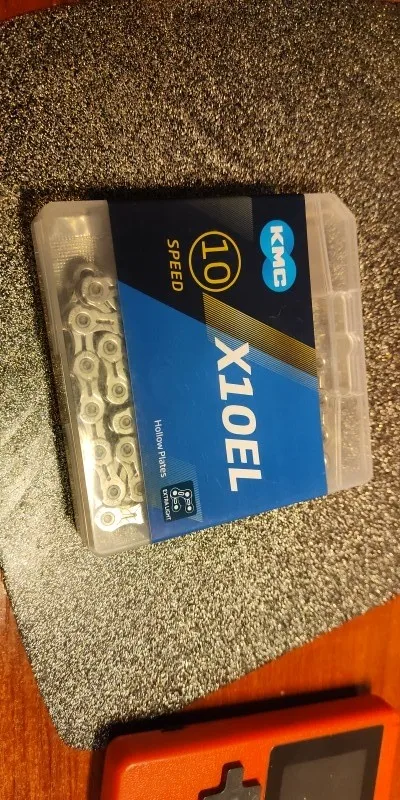 KMC
10
SPEED
X10EL
Hollow Plates
EXTRA LIGHT